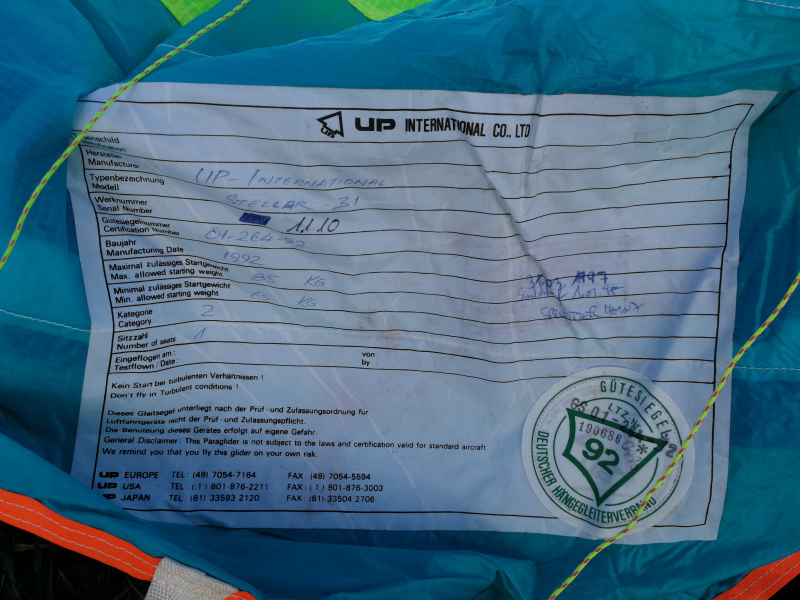 UP INTERNATIONAL CO., LTD
Hersteller
Manufacturer
UP-INTERNATIONAL
Typenbezeichnung
Modell
STELLAR 31
Werknummer
Serial Number
1110
Gütesiegelnummer
Certification Number
01-264-92
Baujahr
Manufacturing Date
1992
Maximal zulässiges Startgewicht
Max. allowed starting weight
85 KG
Minimal zulässiges Startgewicht
Min. allowed starting weight
65 KG
Kategorie
Category
2
Sitzzahl
Number of seats
1
Eingeflogen am :
Testflown / Date :
von :
by
Kein Start bei turbulenten Verhältnissen !
Don't fly in Turbulent conditions !
Dieses Gleitsegel unterliegt nach der Prüf - und Zulassungsordnung für
Luftfahrtgeräte nicht der Prüf - und Zulassungspflicht.
Die Benutzung dieses Gerätes erfolgt auf eigene Gefahr.
General Disclaimer : This Paraglider is not subject to the laws and certification valid for standard aircraft.
We remind you that you fly this glider on your own risk.
UP EUROPE TEL : (49) 7054-7164 FAX : (49) 7054-5594
UP USA TEL : (1) 801-876-2211 FAX : (1) 801-876-3003
UP JAPAN TEL : (81) 33593 2120 FAX : (81) 33504 2706
GÜTESIEGEL
LTZ-Nr.
190686
92
DEUTSCHER HÄNGEGLEITERVERBAND